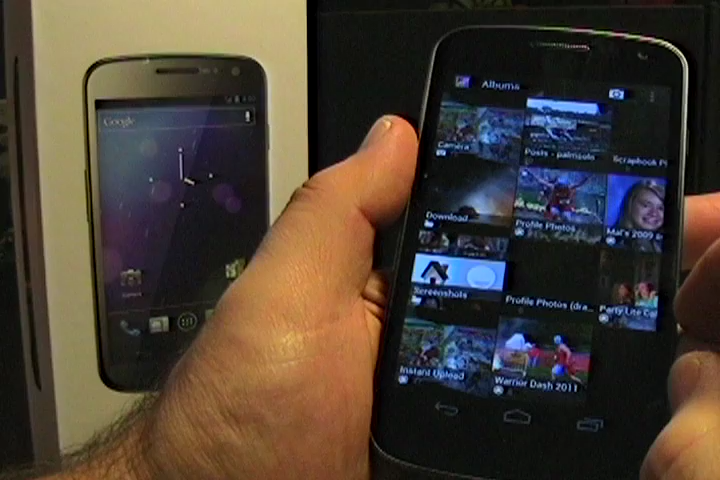 Google
Albums
Camera
Posts - palmsolo
Scrapbook P
Download
Profile Photos
Mal's 2009
Screenshots
Profile Photos (dra...
Party Lite Ca
Instant Upload
Warrior Dash 2011